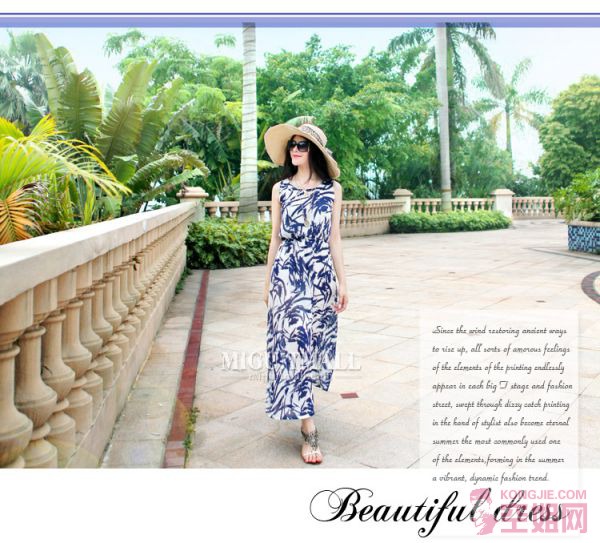 MIGUTMALL
Since the wind restoring ancient ways
to rise up, all sorts of amorous feelings
of the elements of the printing endlessly
appear in each big T stage and fashion
street, swept through dizzy catch printing
in the hand of stylist also become eternal
summer the most commonly used one
of the elements,forming in the summer
a vibrant, dynamic fashion trend.
Beautiful dress
KONGJIE.COM
空姐网